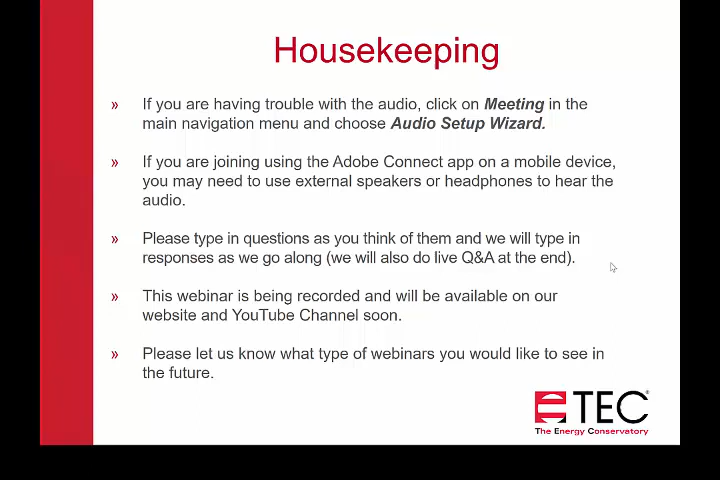 Housekeeping
» If you are having trouble with the audio, click on Meeting in the
main navigation menu and choose Audio Setup Wizard.
» If you are joining using the Adobe Connect app on a mobile device,
you may need to use external speakers or headphones to hear the
audio.
» Please type in questions as you think of them and we will type in
responses as we go along (we will also do live Q&A at the end).
» This webinar is being recorded and will be available on our
website and YouTube Channel soon.
» Please let us know what type of webinars you would like to see in
the future.
TEC®
The Energy Conservatory